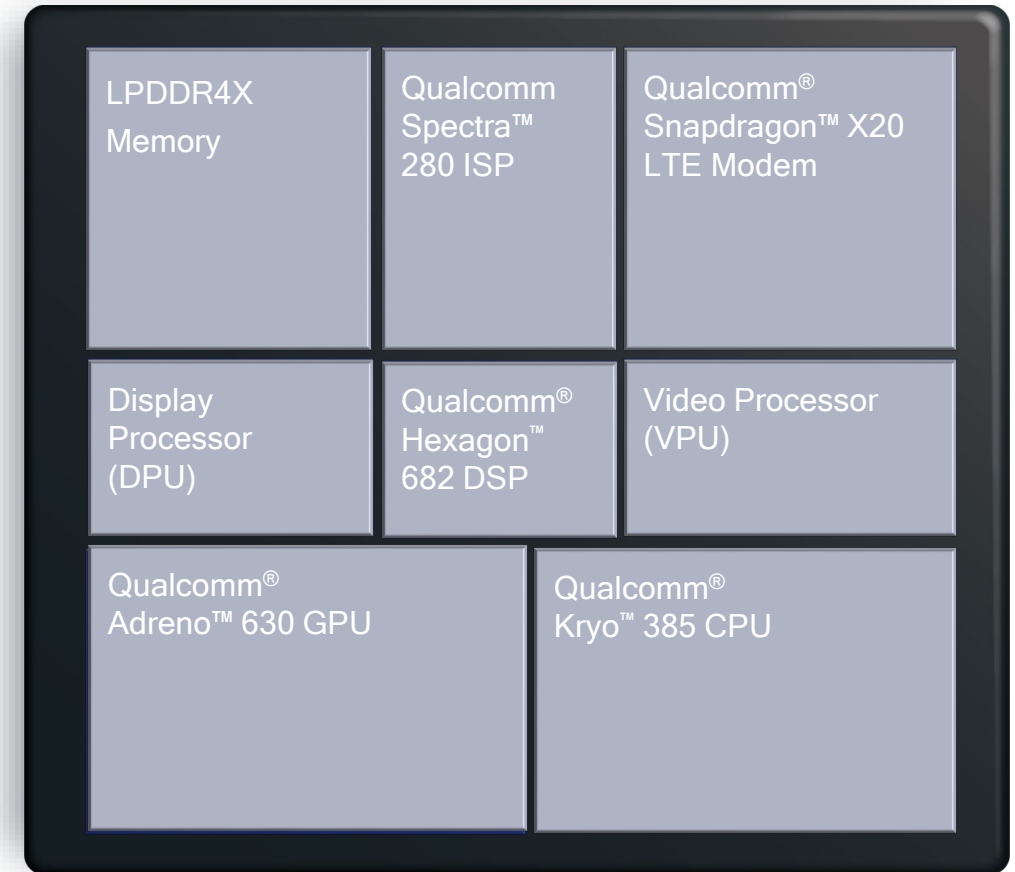 LPDDR4X
Memory
Qualcomm
Spectra™
280 ISP
Qualcomm®
Snapdragon™ X20
LTE Modem
Display
Processor
(DPU)
Qualcomm®
Hexagon™
682 DSP
Video Processor
(VPU)
Qualcomm®
Adreno™ 630 GPU
Qualcomm®
Kryo™ 385 CPU